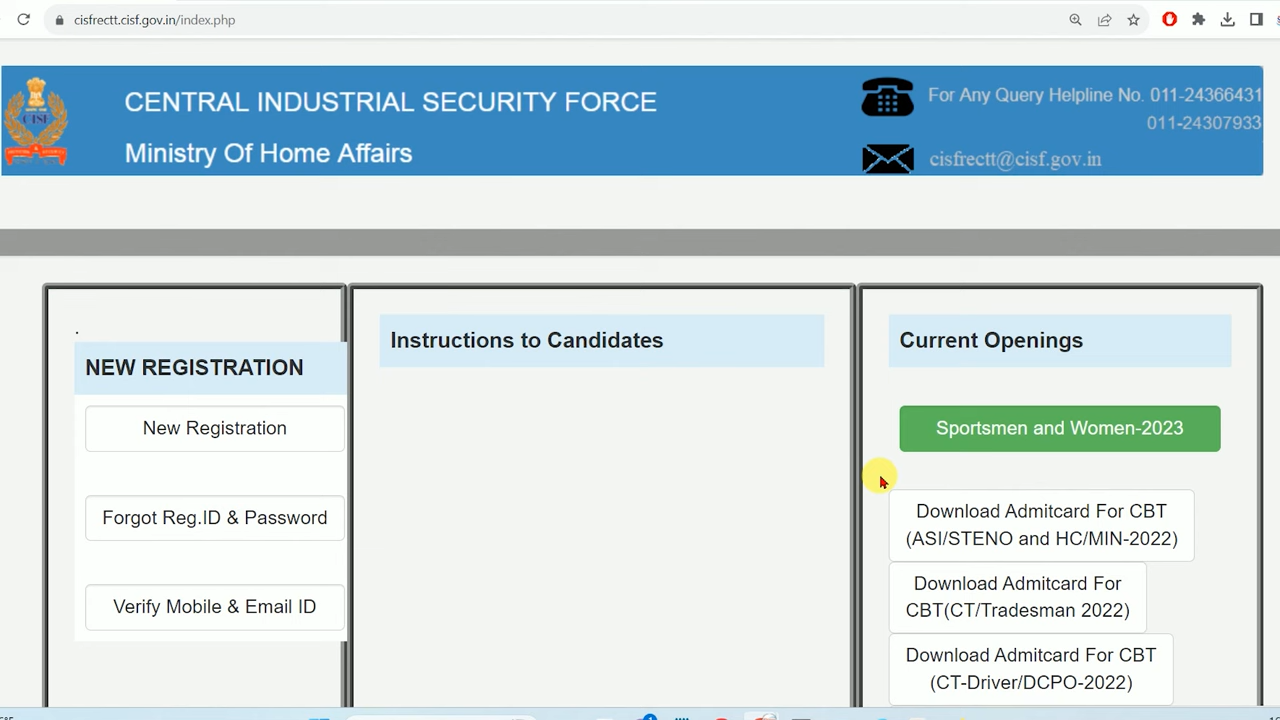 cisfrectt.cisf.gov.in/index.php
CISF
CENTRAL INDUSTRIAL SECURITY FORCE
Ministry Of Home Affairs
For Any Query Helpline No. 011-24366431
011-24307933
cisfrectt@cisf.gov.in
.
NEW REGISTRATION
New Registration
Forgot Reg.ID & Password
Verify Mobile & Email ID
Instructions to Candidates
Current Openings
Sportsmen and Women-2023
Download Admitcard For CBT
(ASI/STENO and HC/MIN-2022)
Download Admitcard For
CBT(CT/Tradesman 2022)
Download Admitcard For CBT
(CT-Driver/DCPO-2022)